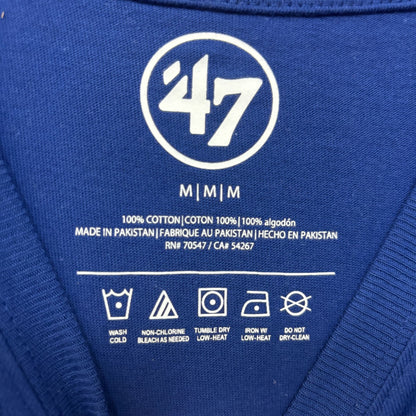 '47
M|M|M
100% COTTON|COTON 100%|100% algodón
MADE IN PAKISTAN|FABRIQUE AU PAKISTAN|HECHO EN PAKISTAN
RN# 70547 / CA# 54267
WASH COLD
NON-CHLORINE BLEACH AS NEEDED
TUMBLE DRY LOW-HEAT
IRON W/ LOW-HEAT
DO NOT DRY-CLEAN